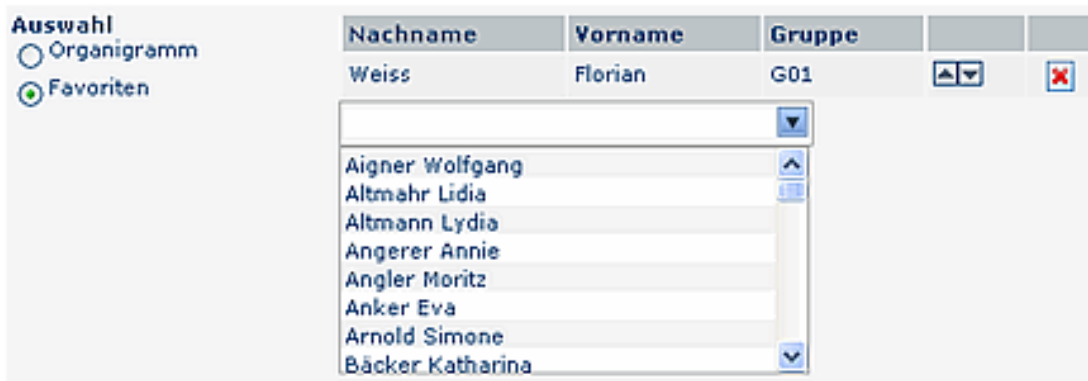 Auswahl
Organigramm
Favoriten
Nachname Vorname Gruppe
Weiss Florian G01
Aigner Wolfgang
Altmahr Lidia
Altmann Lydia
Angerer Annie
Angler Moritz
Anker Eva
Arnold Simone
Bäcker Katharina